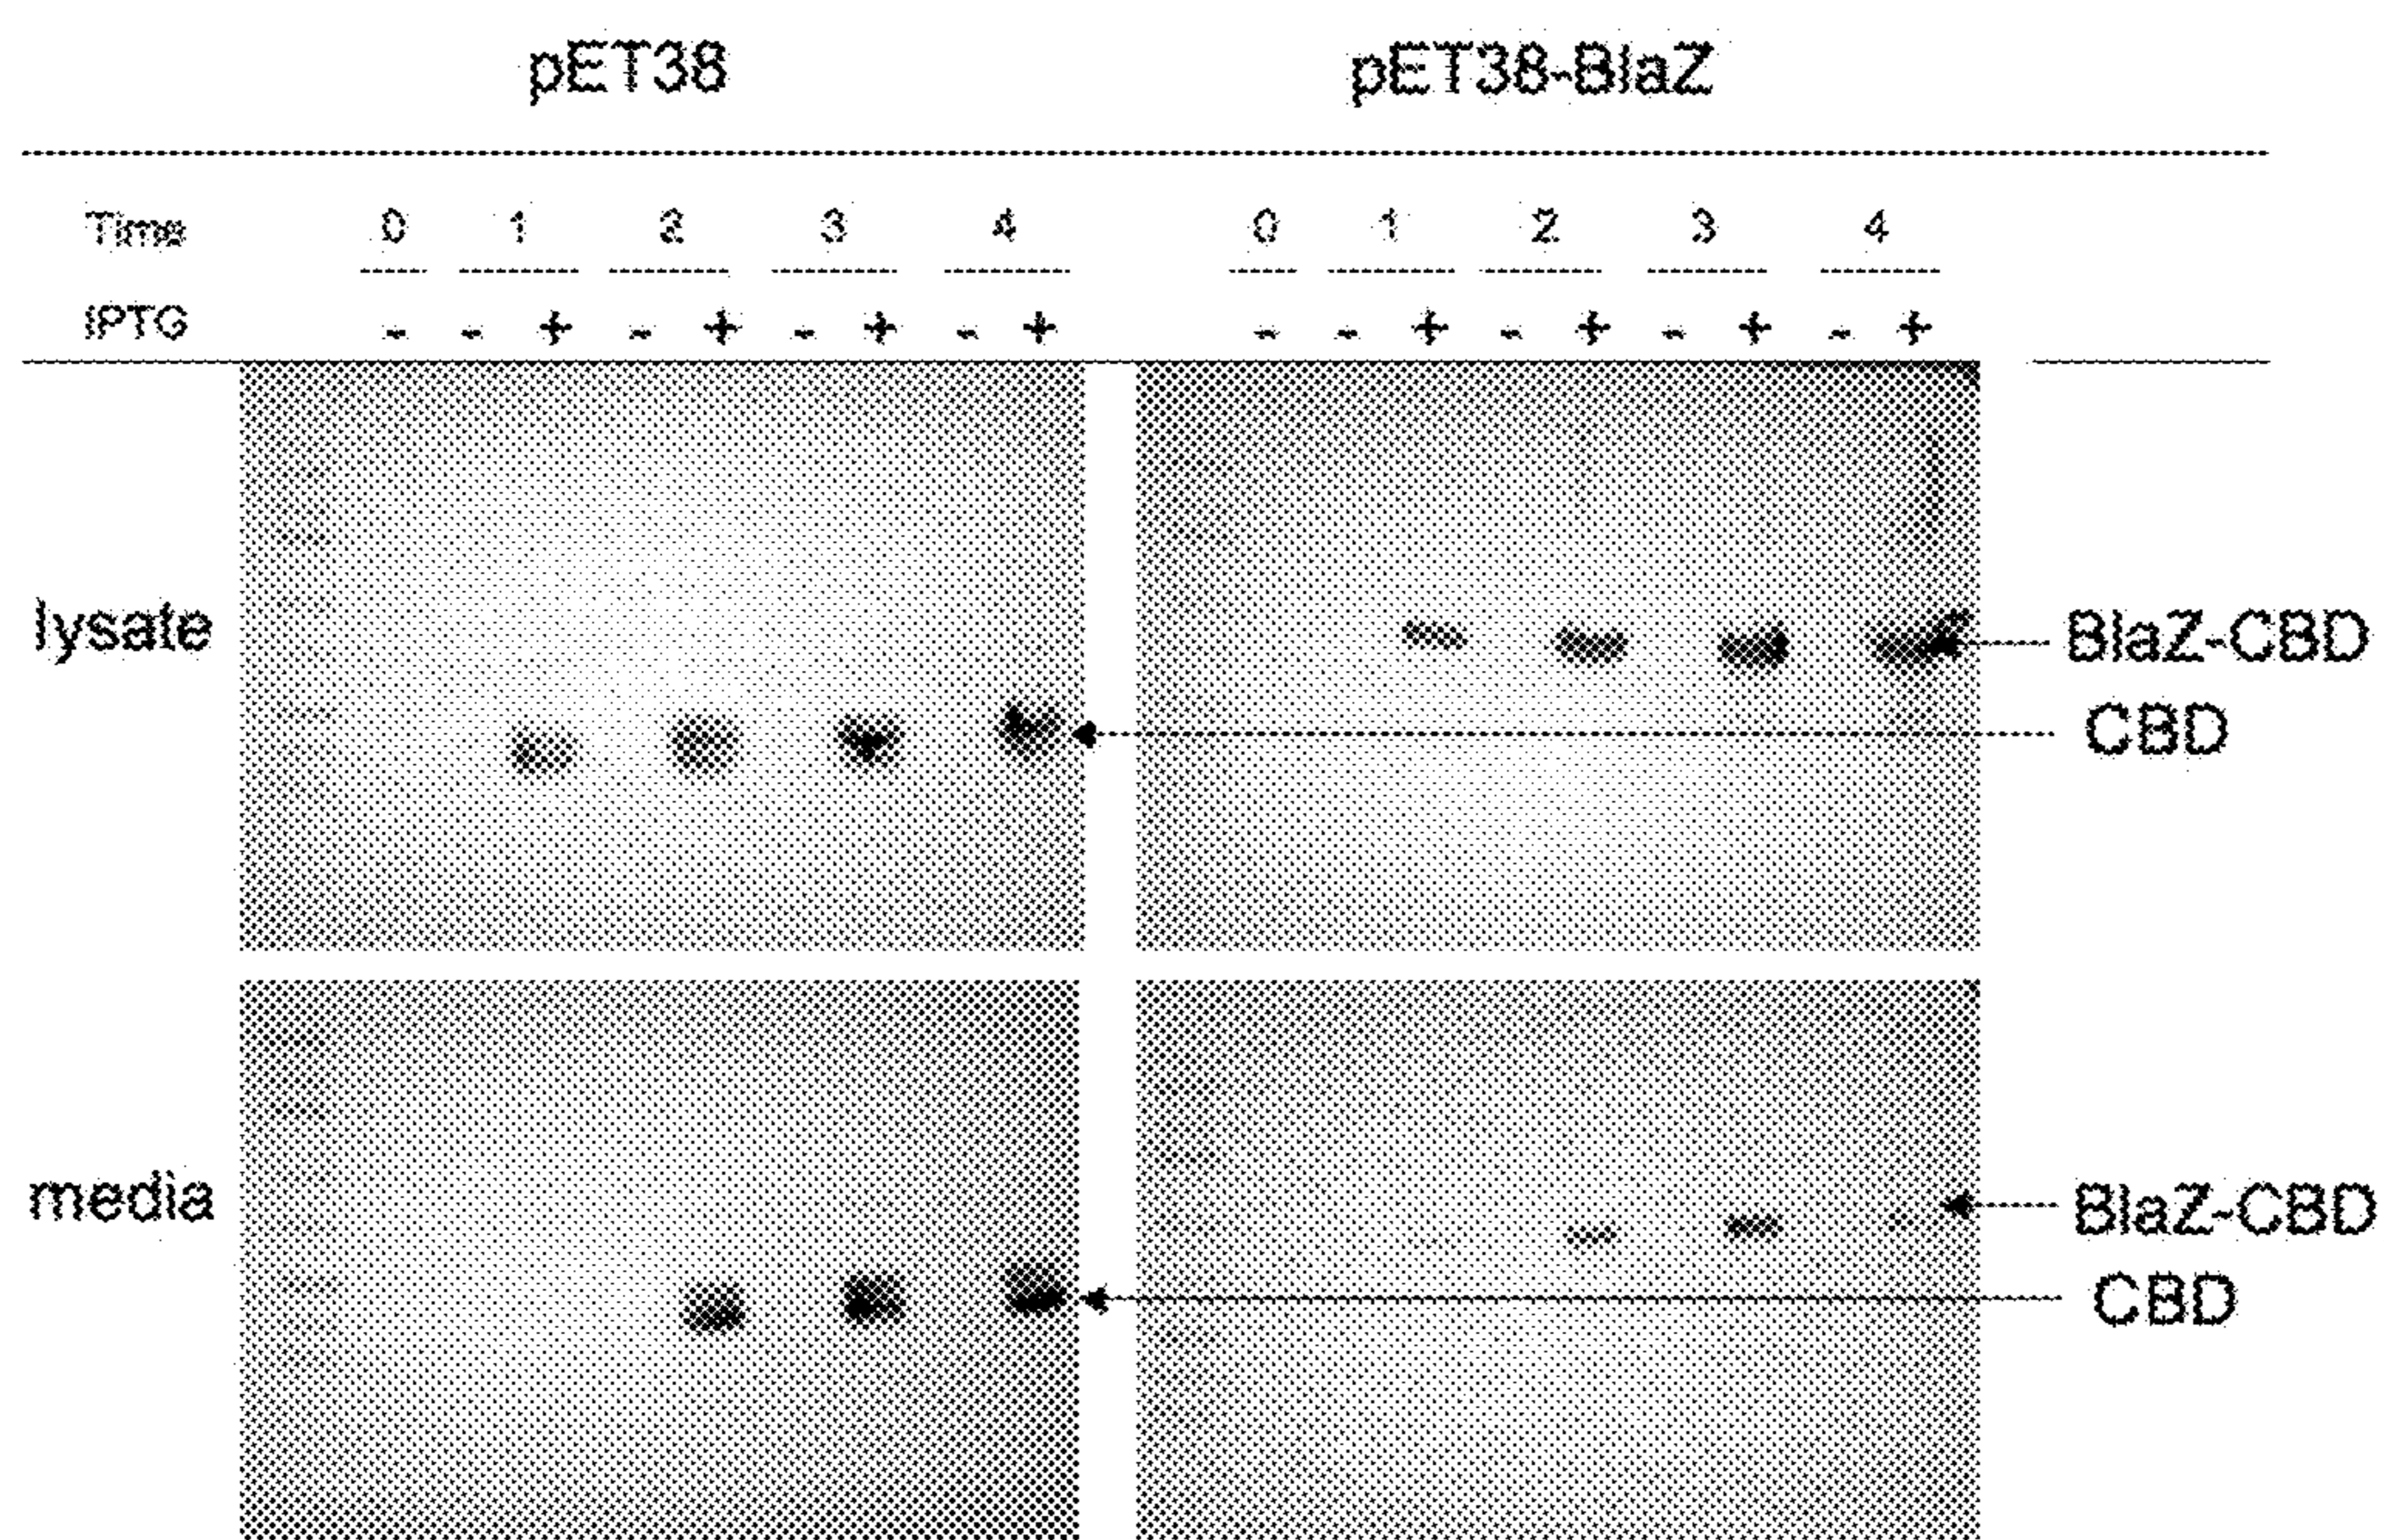 pET38 pET38-BlaZ
Time 0 1 2 3 4 0 1 2 3 4
IPTG - - + - + - + - + - - + - + - + - +
lysate
BlaZ-CBD
CBD
media
BlaZ-CBD
CBD